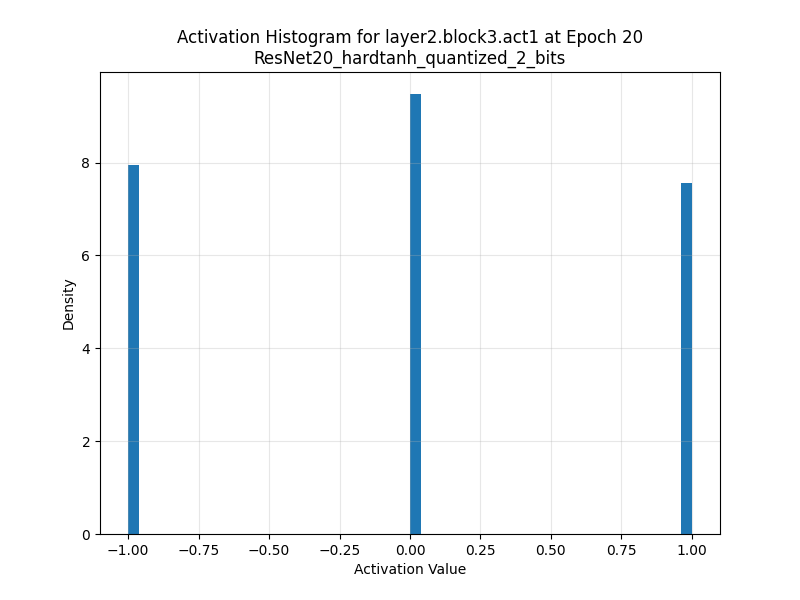 Activation Histogram for layer2.block3.act1 at Epoch 20
ResNet20_hardtanh_quantized_2_bits
Density
8
6
4
2
0
−1.00 −0.75 −0.50 −0.25 0.00 0.25 0.50 0.75 1.00
Activation Value